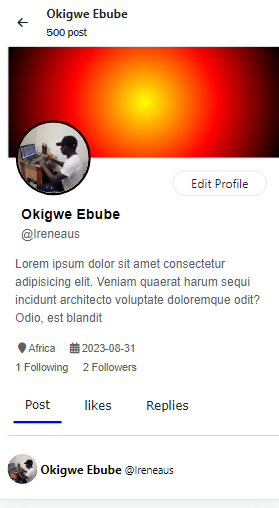 Okigwe Ebube
500 post
Edit Profile
Okigwe Ebube
@Ireneaus
Lorem ipsum dolor sit amet consectetur
adipisicing elit. Veniam quaerat harum sequi
incidunt architecto voluptate doloremque odit?
Odio, est blandit
Africa 2023-08-31
1 Following 2 Followers
Post likes Replies
Okigwe Ebube @Ireneaus